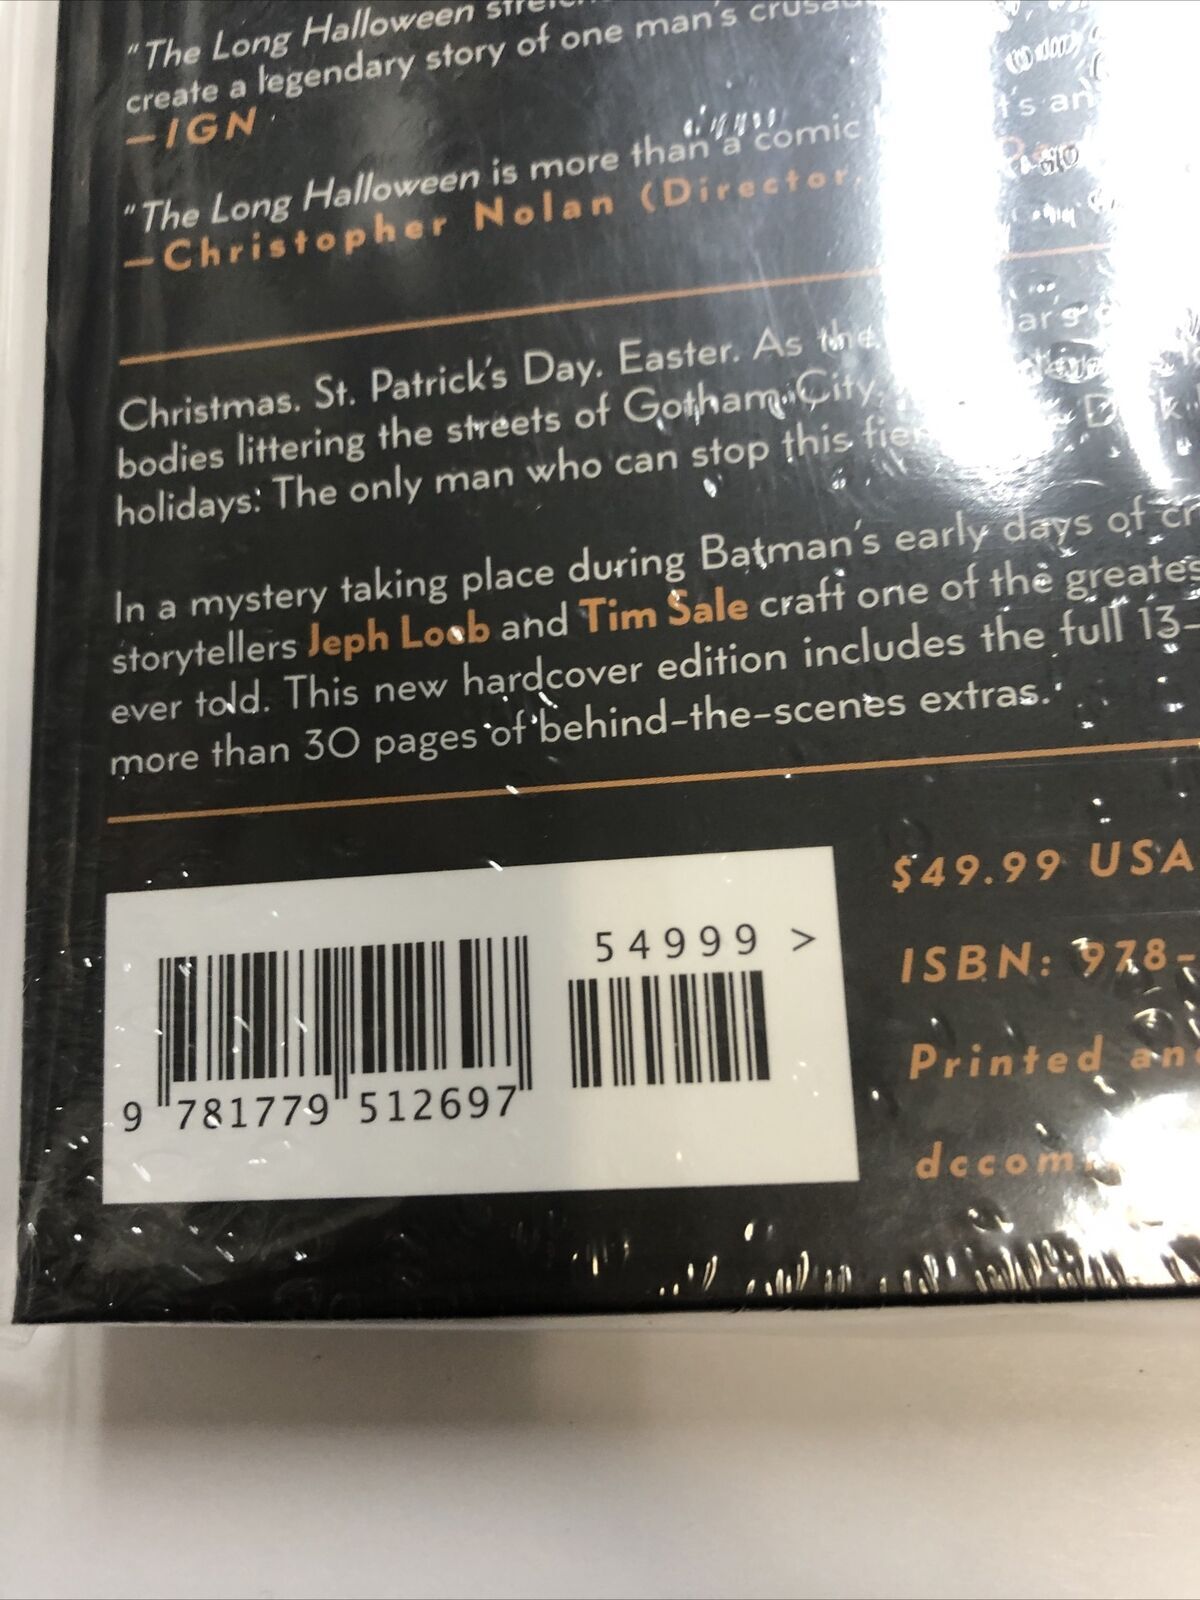 "The Long Halloween
create a legendary story of one man's
—IGN
"The Long Halloween is more than a comic
—Christopher Nolan (Director,
Christmas. St. Patrick's Day. Easter. As the
bodies littering the streets of Gotham City,
holidays: The only man who can stop this
In a mystery taking place during Batman's early days of
storytellers Jeph Loeb and Tim Sale craft one of the
ever told. This new hardcover edition includes the full 13-
more than 30 pages of behind-the-scenes extras.
$49.99 USA
54999 >
ISBN: 978-
9 781779 512697
Printed